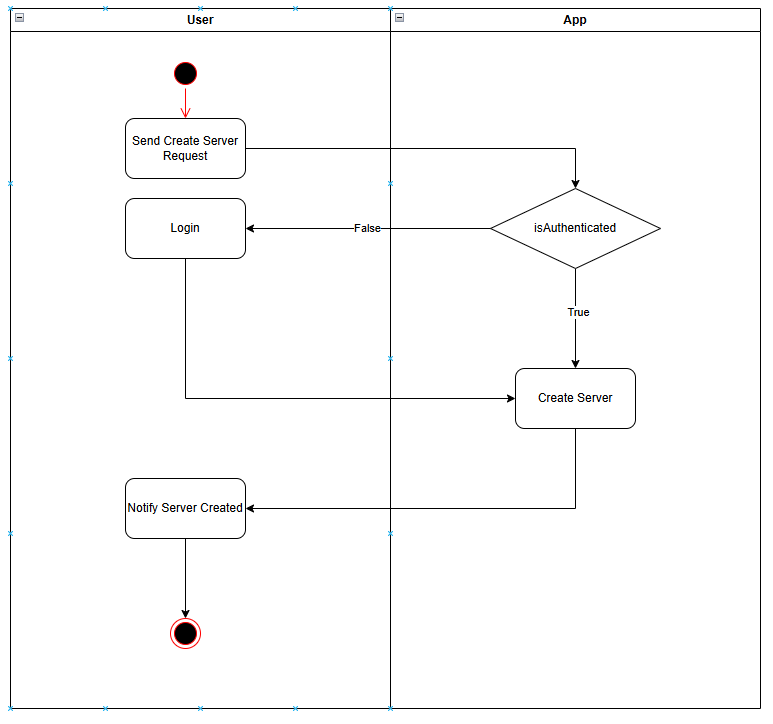 User
App
Send Create Server
Request
Login
False
isAuthenticated
True
Create Server
Notify Server Created